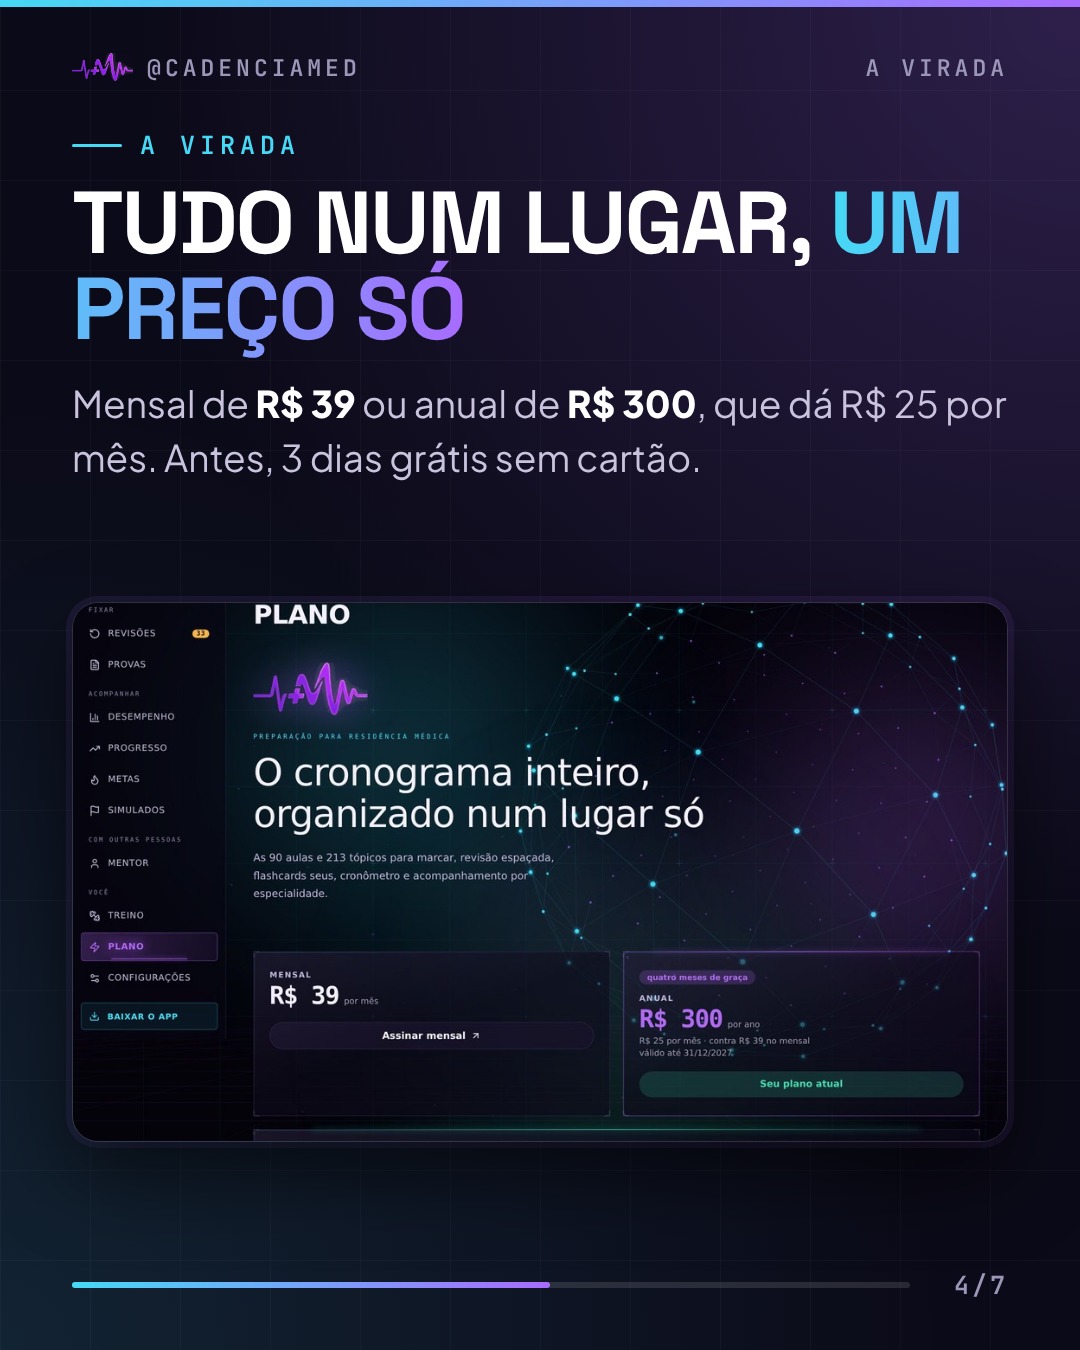 @CADENCIAMED
A VIRADA
A VIRADA
TUDO NUM LUGAR, UM
PREÇO SÓ
Mensal de R$ 39 ou anual de R$ 300, que dá R$ 25 por
mês. Antes, 3 dias grátis sem cartão.
FIXAR
REVISÕES 33
PROVAS
ACOMPANHAR
DESEMPENHO
PROGRESSO
METAS
SIMULADOS
COM OUTRAS PESSOAS
MENTOR
VOCÊ
TREINO
PLANO
CONFIGURAÇÕES
BAIXAR O APP
PLANO
PREPARAÇÃO PARA RESIDÊNCIA MÉDICA
O cronograma inteiro,
organizado num lugar só
As 90 aulas e 213 tópicos para marcar, revisão espaçada,
flashcards seus, cronômetro e acompanhamento por
especialidade.
MENSAL
R$ 39 por mês
Assinar mensal ↗
quatro meses de graça
ANUAL
R$ 300 por ano
R$ 25 por mês · contra R$ 39 no mensal
válido até 31/12/2027
Seu plano atual
4/7